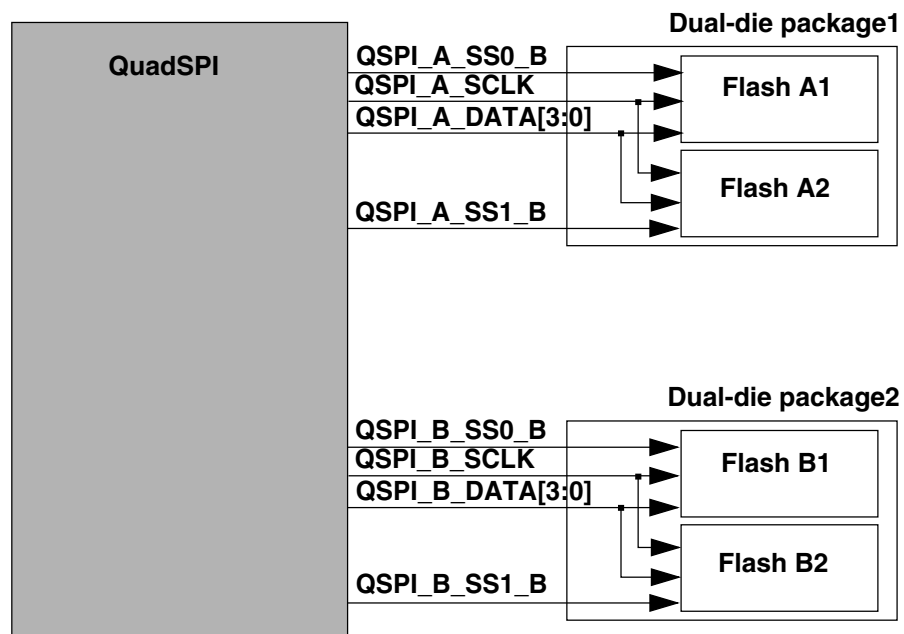 Dual-die package1
QuadSPI
QSPI_A_SS0_B
QSPI_A_SCLK
QSPI_A_DATA[3:0]
Flash A1
Flash A2
QSPI_A_SS1_B
Dual-die package2
QSPI_B_SS0_B
QSPI_B_SCLK
QSPI_B_DATA[3:0]
Flash B1
Flash B2
QSPI_B_SS1_B